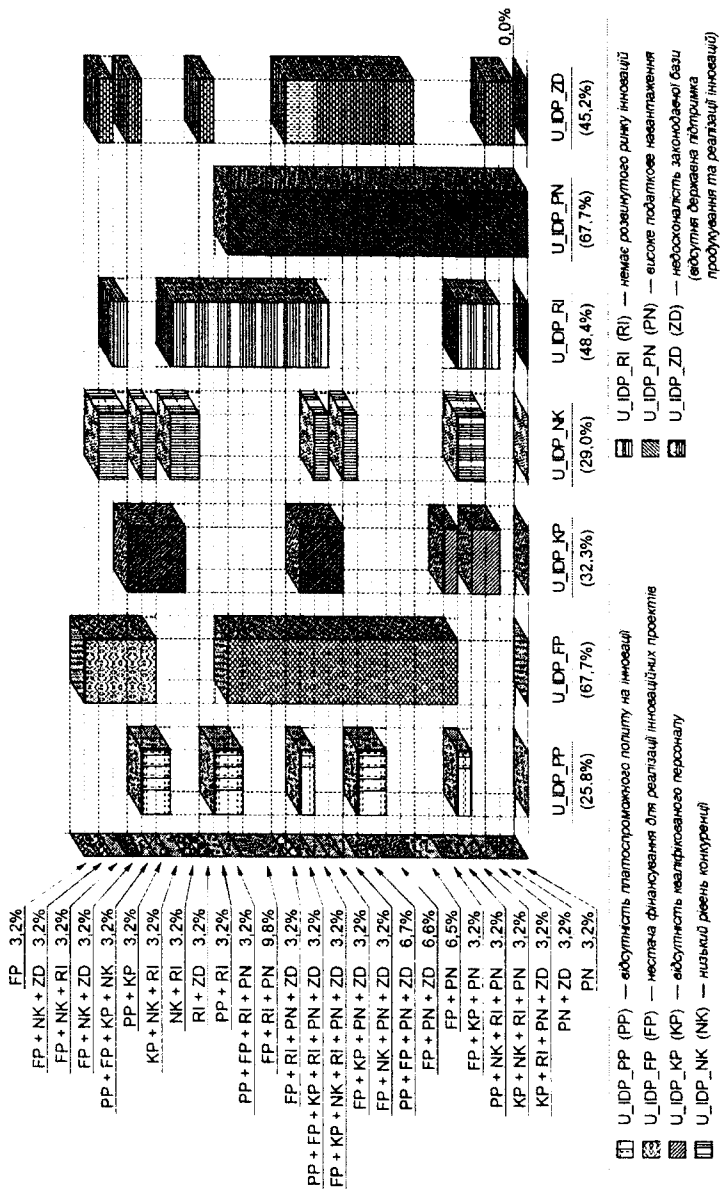 FP 3,2%
FP + NK + ZD 3,2%
FP + NK + RI 3,2%
FP + NK + ZD 3,2%
PP + FP + KP + NK 3,2%
PP + KP 3,2%
KP + NK + RI 3,2%
NK + RI 3,2%
RI + ZD 3,2%
PP + RI 3,2%
PP + FP + RI + PN 3,2%
FP + RI + PN 9,8%
FP + RI + PN + ZD 3,2%
PP + FP + KP + RI + PN + ZD 3,2%
FP + KP + NK + RI + PN + ZD 3,2%
FP + KP + PN + ZD 3,2%
FP + NK + PN + ZD 3,2%
PP + FP + PN + ZD 6,7%
FP + PN + ZD 6,6%
FP + PN 6,5%
FP + KP + PN 3,2%
PP + NK + RI + PN 3,2%
KP + NK + RI + PN 3,2%
KP + RI + PN + ZD 3,2%
PN + ZD 3,2%
PN 3,2%
0,0%
U_IDP_PP
(25,8%)
U_IDP_FP
(67,7%)
U_IDP_KP
(32,3%)
U_IDP_NK
(29,0%)
U_IDP_RI
(48,4%)
U_IDP_PN
(67,7%)
U_IDP_ZD
(45,2%)
U_IDP_PP (PP) — відсутність платоспроможного попиту на інновації
U_IDP_FP (FP) — нестача фінансування для реалізації інноваційних проектів
U_IDP_KP (KP) — відсутність кваліфікованого персоналу
U_IDP_NK (NK) — низький рівень конкуренції
U_IDP_RI (RI) — немає розвинутого ринку інновацій
U_IDP_PN (PN) — високе податкове навантаження
U_IDP_ZD (ZD) — недосконалість законодавчої бази
(відсутня державна підтримка
продукування та реалізації інновацій)